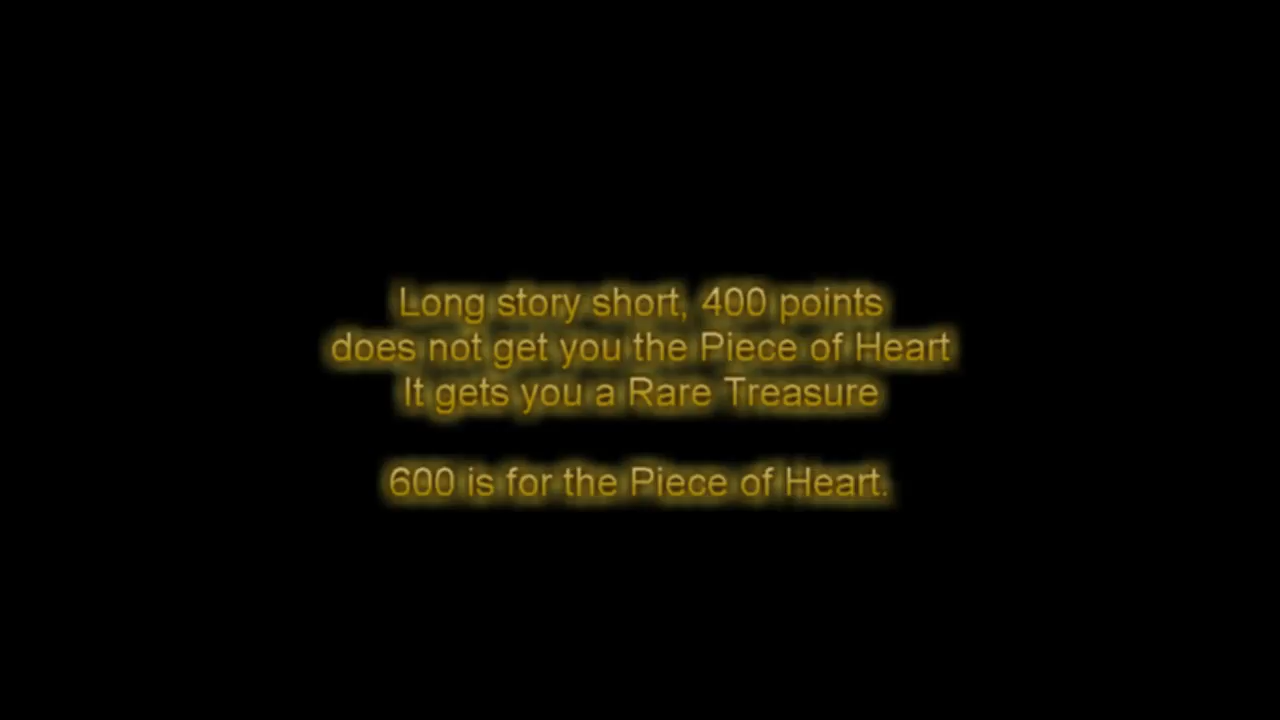 Long story short, 400 points
does not get you the Piece of Heart
It gets you a Rare Treasure
600 is for the Piece of Heart.